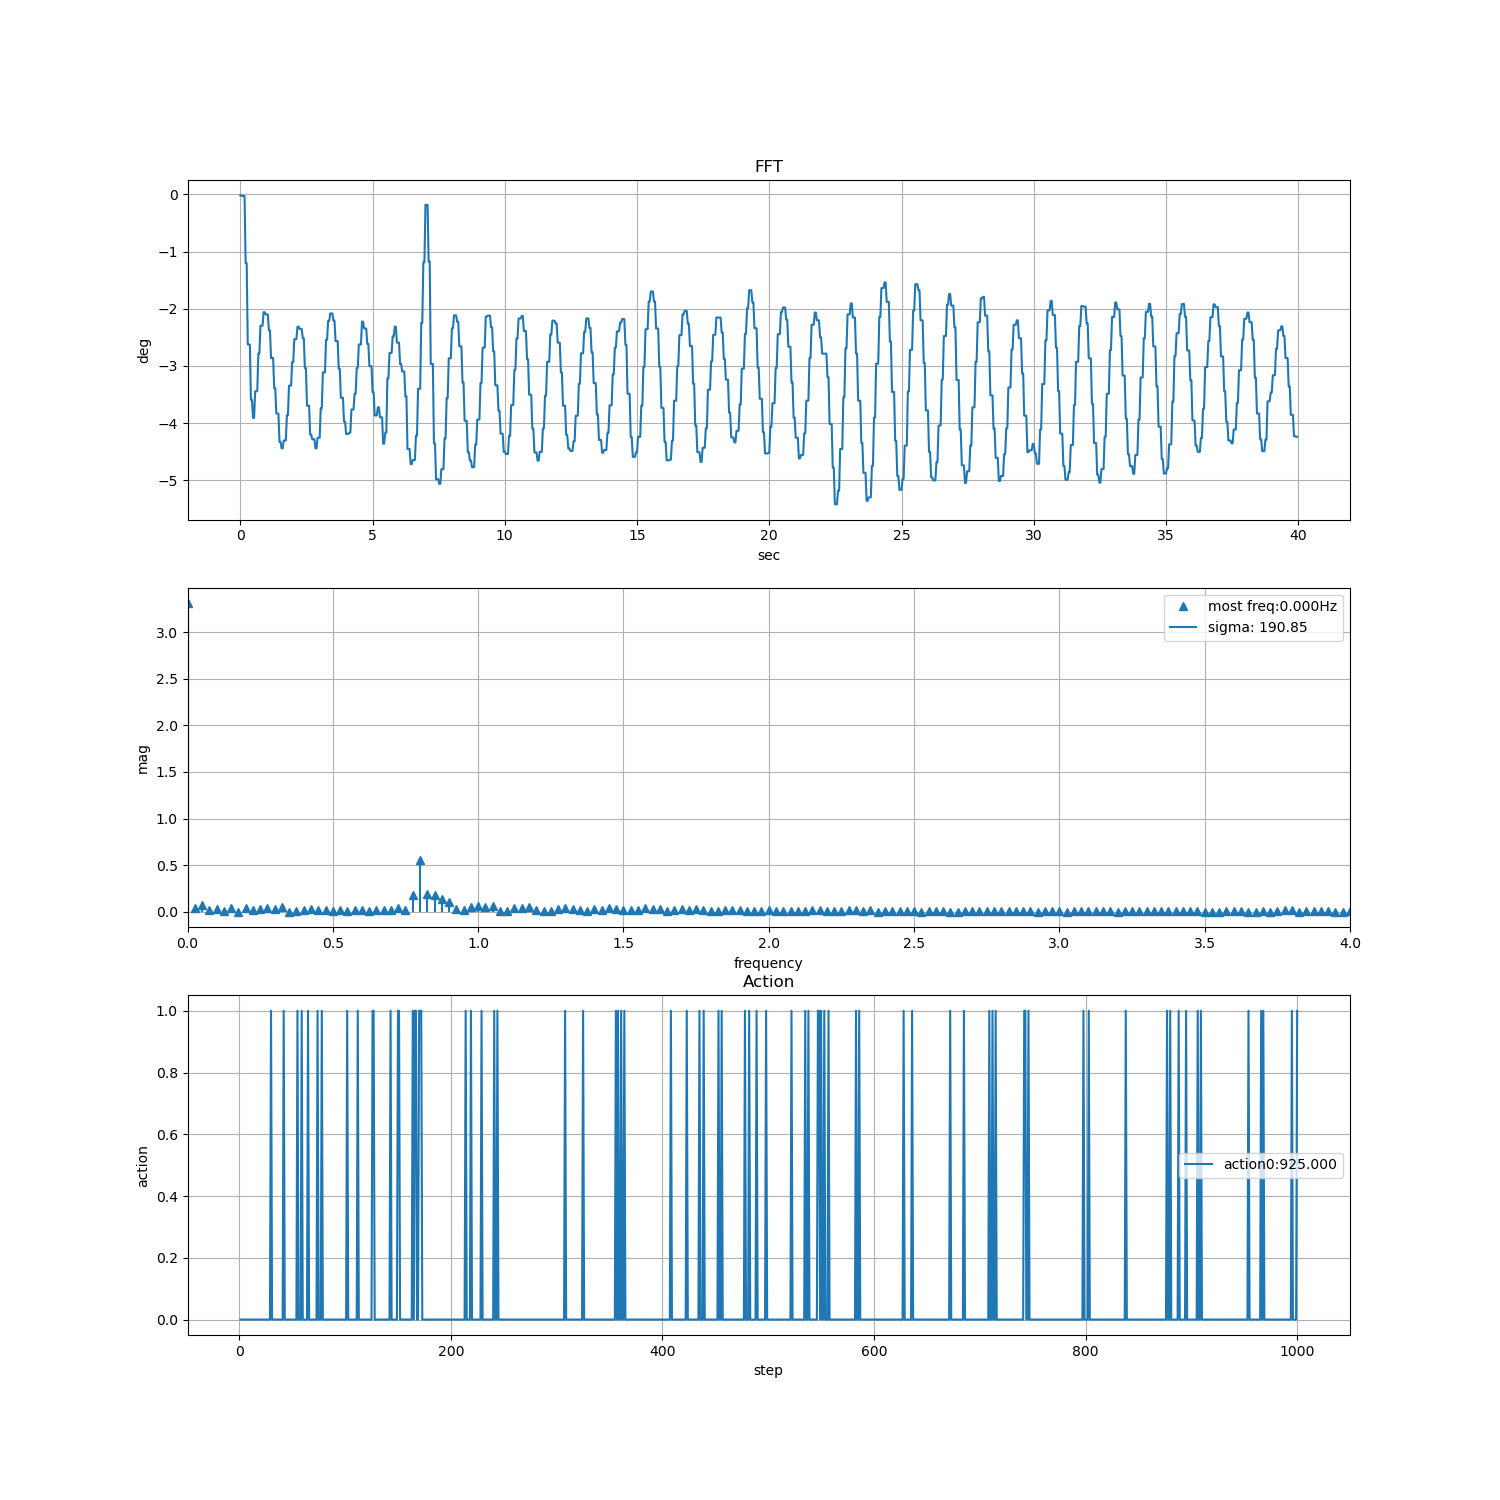 FFT
0
−1
−2
−3
−4
−5
deg
0 5 10 15 20 25 30 35 40
sec
most freq:0.000Hz
sigma: 190.85
3.0
2.5
2.0
1.5
1.0
0.5
0.0
mag
0.0 0.5 1.0 1.5 2.0 2.5 3.0 3.5 4.0
frequency
Action
1.0
0.8
0.6
0.4
0.2
0.0
action
action0:925.000
0 200 400 600 800 1000
step